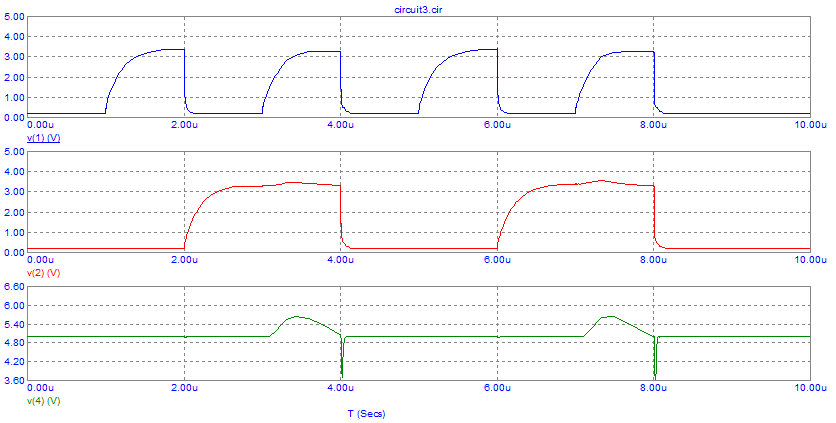 circuit3.cir
5.00
4.00
3.00
2.00
1.00
0.00
0.00u 2.00u 4.00u 6.00u 8.00u 10.00u
v(1) (V)
5.00
4.00
3.00
2.00
1.00
0.00
0.00u 2.00u 4.00u 6.00u 8.00u 10.00u
v(2) (V)
6.60
6.00
5.40
4.80
4.20
3.60
0.00u 2.00u 4.00u 6.00u 8.00u 10.00u
v(4) (V)
T (Secs)